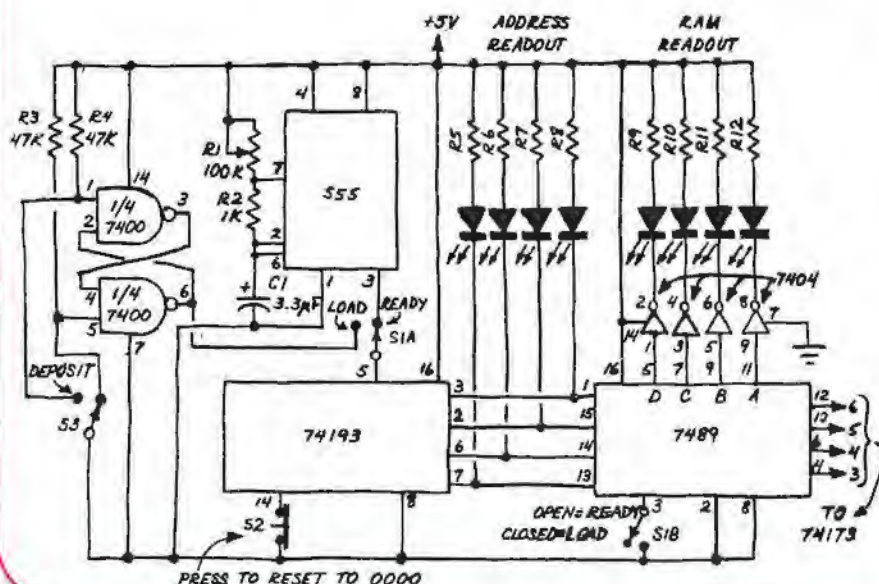 +5V
ADDRESS
READOUT
RAM
READOUT
R3
47K
R4
47K
14
1
2
3
1/4
7400
4
5
6
1/4
7400
7
DEPOSIT
S3
4
8
R1
100K
7
R2
1K
555
2
6
C1
+
3.3µF
1
3
LOAD
READY
S1A
5
16
74193
3
2
6
7
14
8
S2
PRESS TO RESET TO 0000
R5
R6
R7
R8
R9
R10
R11
R12
7404
2
4
6
8
7
14
1
3
5
9
16
5
7
9
11
D
C
B
A
1
15
14
13
7489
12
10
6
4
6
5
4
3
TO
74173
OPEN=READY
CLOSED=LOAD
3
S1B
2
8